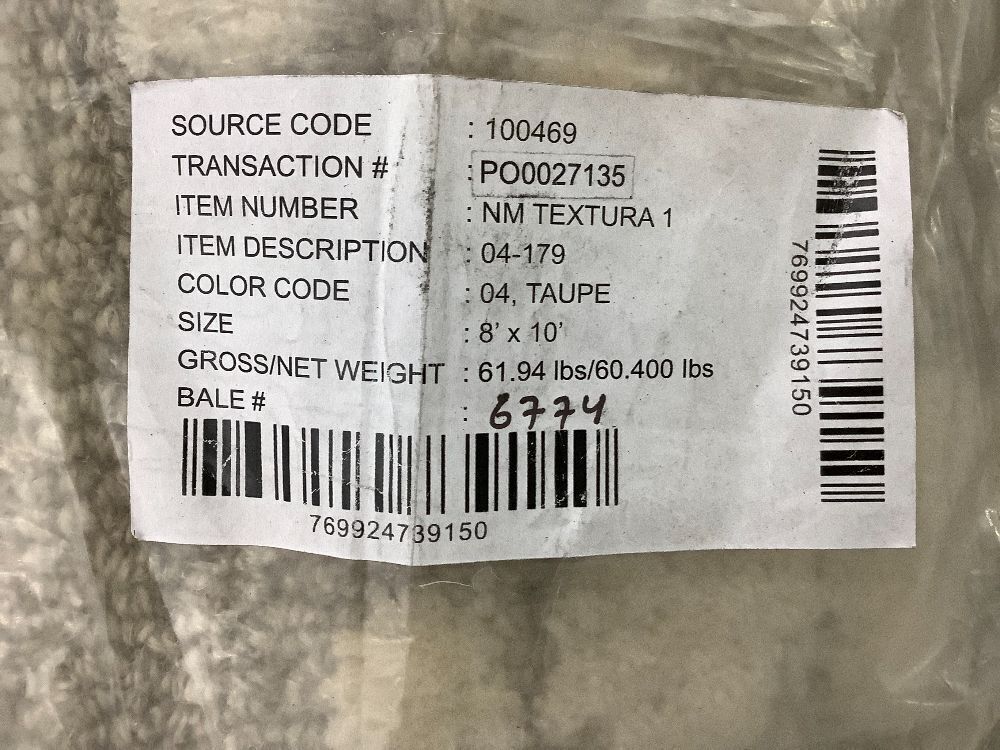 SOURCE CODE : 100469
TRANSACTION # : PO0027135
ITEM NUMBER : NM TEXTURA 1
ITEM DESCRIPTION : 04-179
COLOR CODE : 04, TAUPE
SIZE : 8' x 10'
GROSS/NET WEIGHT : 61.94 lbs/60.400 lbs
BALE # : 6774
769924739150
769924739150